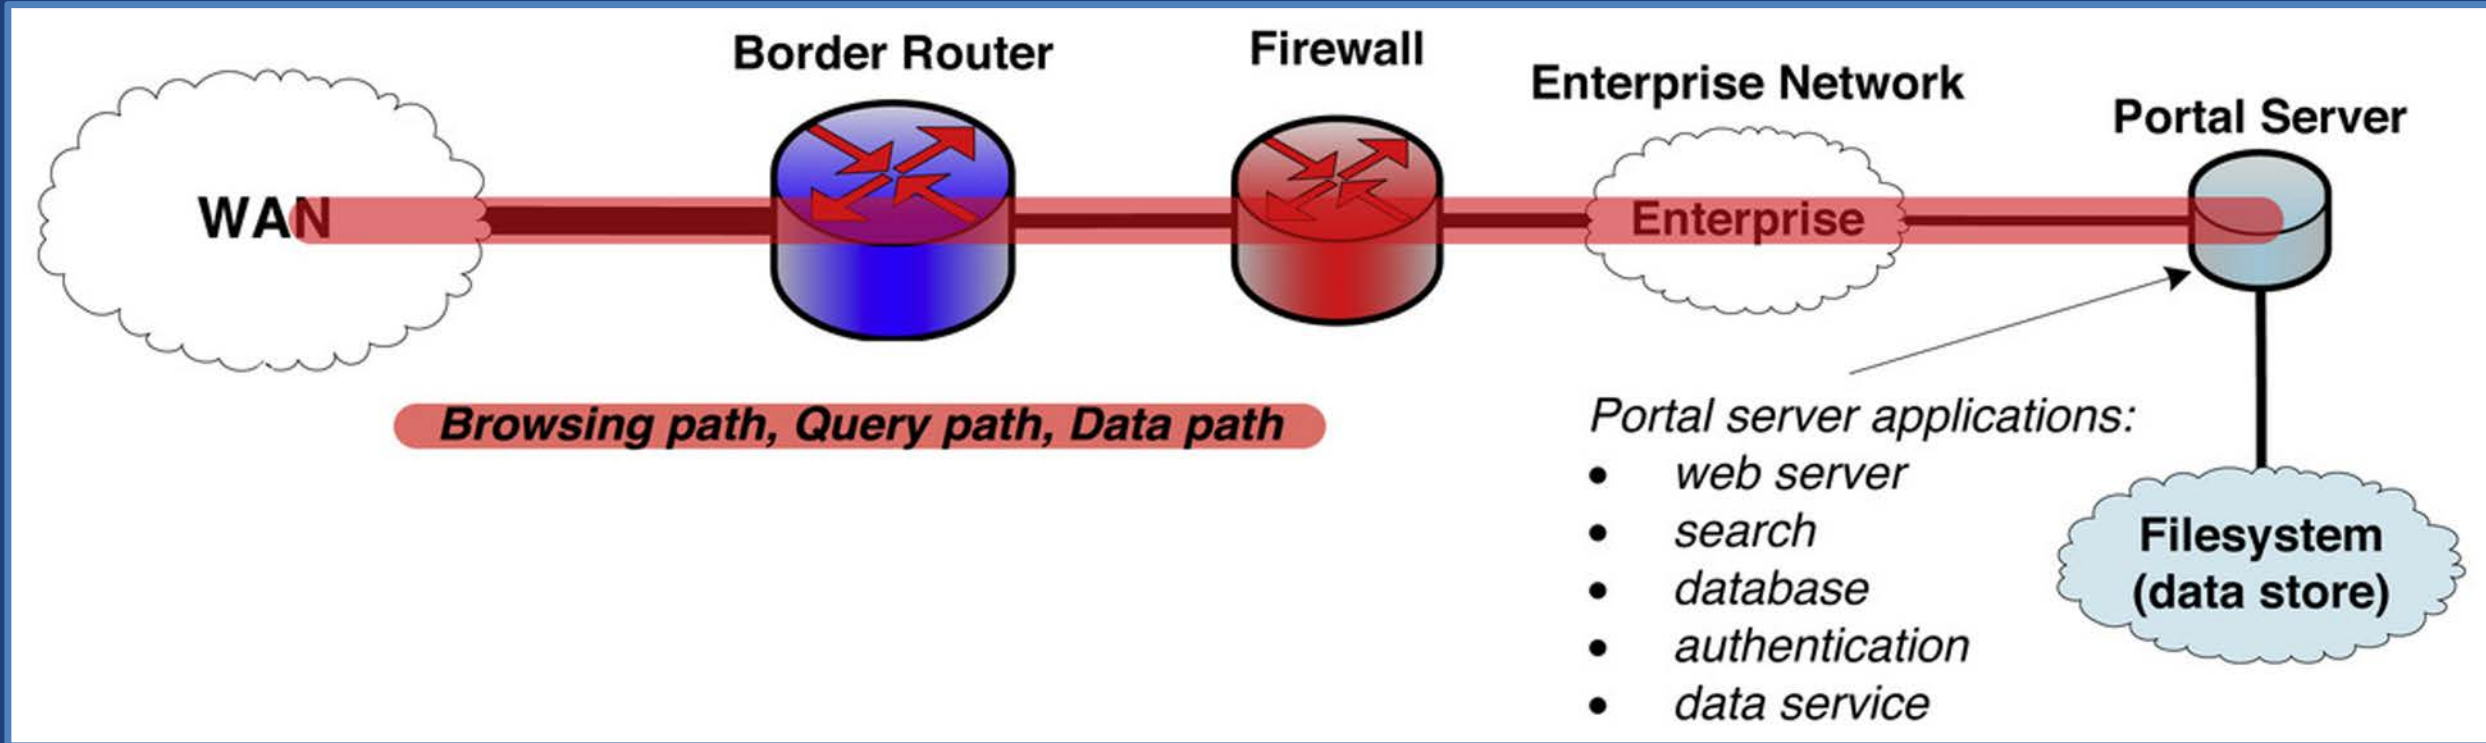 Border Router
Firewall
Enterprise Network
Portal Server
WAN
Enterprise
Browsing path, Query path, Data path
Portal server applications:
• web server
• search
• database
• authentication
• data service
Filesystem
(data store)